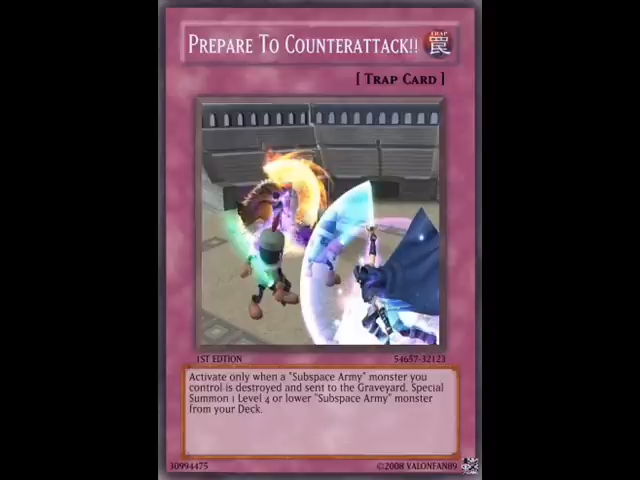 PREPARE TO COUNTERATTACK!!
TRAP
罠
[ TRAP CARD ]
1ST EDITION
54657-32123
Activate only when a "Subspace Army" monster you
control is destroyed and sent to the Graveyard. Special
Summon 1 Level 4 or lower "Subspace Army" monster
from your Deck.
30994475
©2008 VALONFAN89